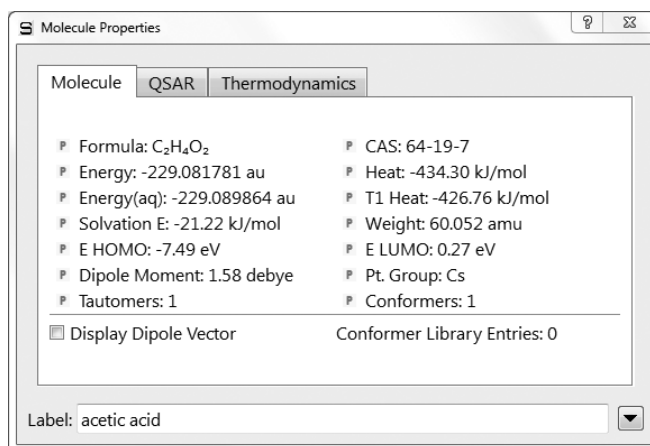 S Molecule Properties
Molecule QSAR Thermodynamics
P Formula: C₂H₄O₂ P CAS: 64-19-7
P Energy: -229.081781 au P Heat: -434.30 kJ/mol
P Energy(aq): -229.089864 au P T1 Heat: -426.76 kJ/mol
P Solvation E: -21.22 kJ/mol P Weight: 60.052 amu
P E HOMO: -7.49 eV P E LUMO: 0.27 eV
P Dipole Moment: 1.58 debye P Pt. Group: Cs
P Tautomers: 1 P Conformers: 1
Display Dipole Vector Conformer Library Entries: 0
Label: acetic acid